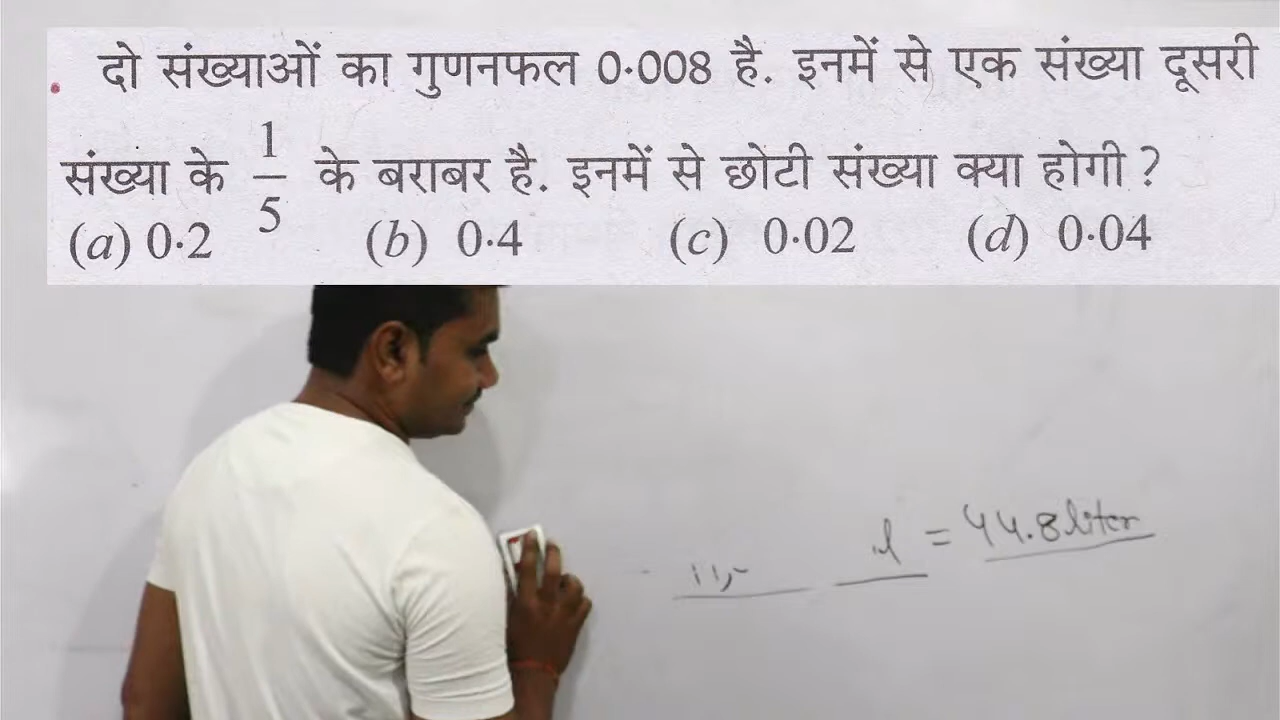 दो संख्याओं का गुणनफल 0·008 है. इनमें से एक संख्या दूसरी
संख्या के 1/5 के बराबर है. इनमें से छोटी संख्या क्या होगी ?
(a) 0·2 (b) 0·4 (c) 0·02 (d) 0·04
= 44.8 liter